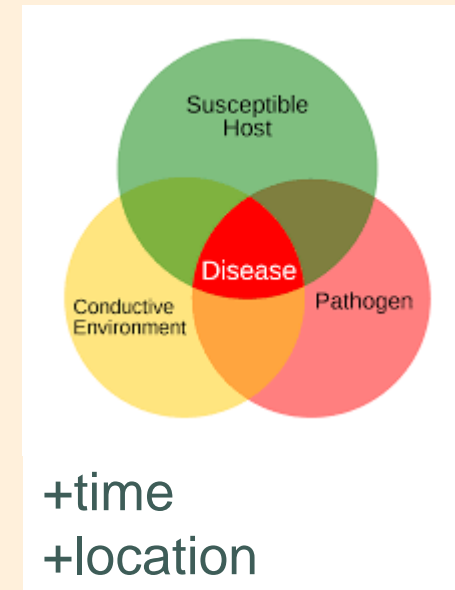 Susceptible
Host
Disease
Conductive
Environment
Pathogen
+time
+location